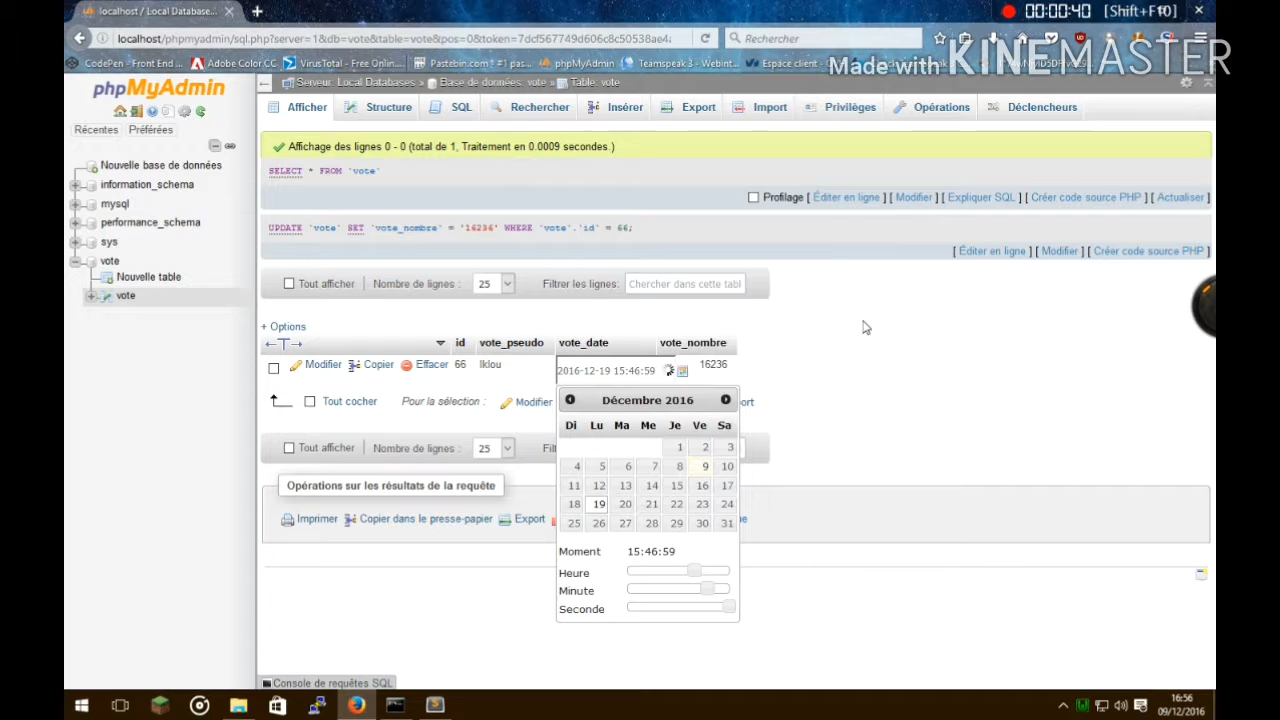 localhost / Local Database...
00:00:40 [Shift+F10]
localhost/phpmyadmin/sql.php?server=1&db=vote&table=vote&pos=0&token=7dcf567749d606c8c50538ae4
Rechercher
CodePen - Front End ... Adobe Color CC VirusTotal - Free Onl... Pastebin.com - #1 pas... phpMyAdmin Teamspeak 3 - Webint... Espace client -
Made with KINEMASTER
phpMyAdmin
Récentes Préférées
Nouvelle base de données
information_schema
mysql
performance_schema
sys
vote
Nouvelle table
vote
Serveur: Local Databases » Base de données: vote » Table: vote
Afficher Structure SQL Rechercher Insérer Export Import Privilèges Opérations Déclencheurs
Affichage des lignes 0 - 0 (total de 1, Traitement en 0.0009 secondes.)
SELECT * FROM `vote`
Profilage [ Éditer en ligne ] [ Modifier ] [ Expliquer SQL ] [ Créer code source PHP ] [ Actualiser ]
UPDATE `vote` SET `vote_nombre` = '16236' WHERE `vote`.`id` = 66;
[ Éditer en ligne ] [ Modifier ] [ Créer code source PHP ]
Tout afficher Nombre de lignes : 25 Filtrer les lignes: Chercher dans cette tabl
+ Options
←T→ id vote_pseudo vote_date vote_nombre
Modifier Copier Effacer 66 lklou 2016-12-19 15:46:59 16236
Tout cocher Pour la sélection : Modifier ort
Décembre 2016
Di Lu Ma Me Je Ve Sa
1 2 3
4 5 6 7 8 9 10
11 12 13 14 15 16 17
18 19 20 21 22 23 24
25 26 27 28 29 30 31
Moment 15:46:59
Heure
Minute
Seconde
Tout afficher Nombre de lignes : 25 Filt
Opérations sur les résultats de la requête
Imprimer Copier dans le presse-papier Export
Console de requêtes SQL
16:56
09/12/2016